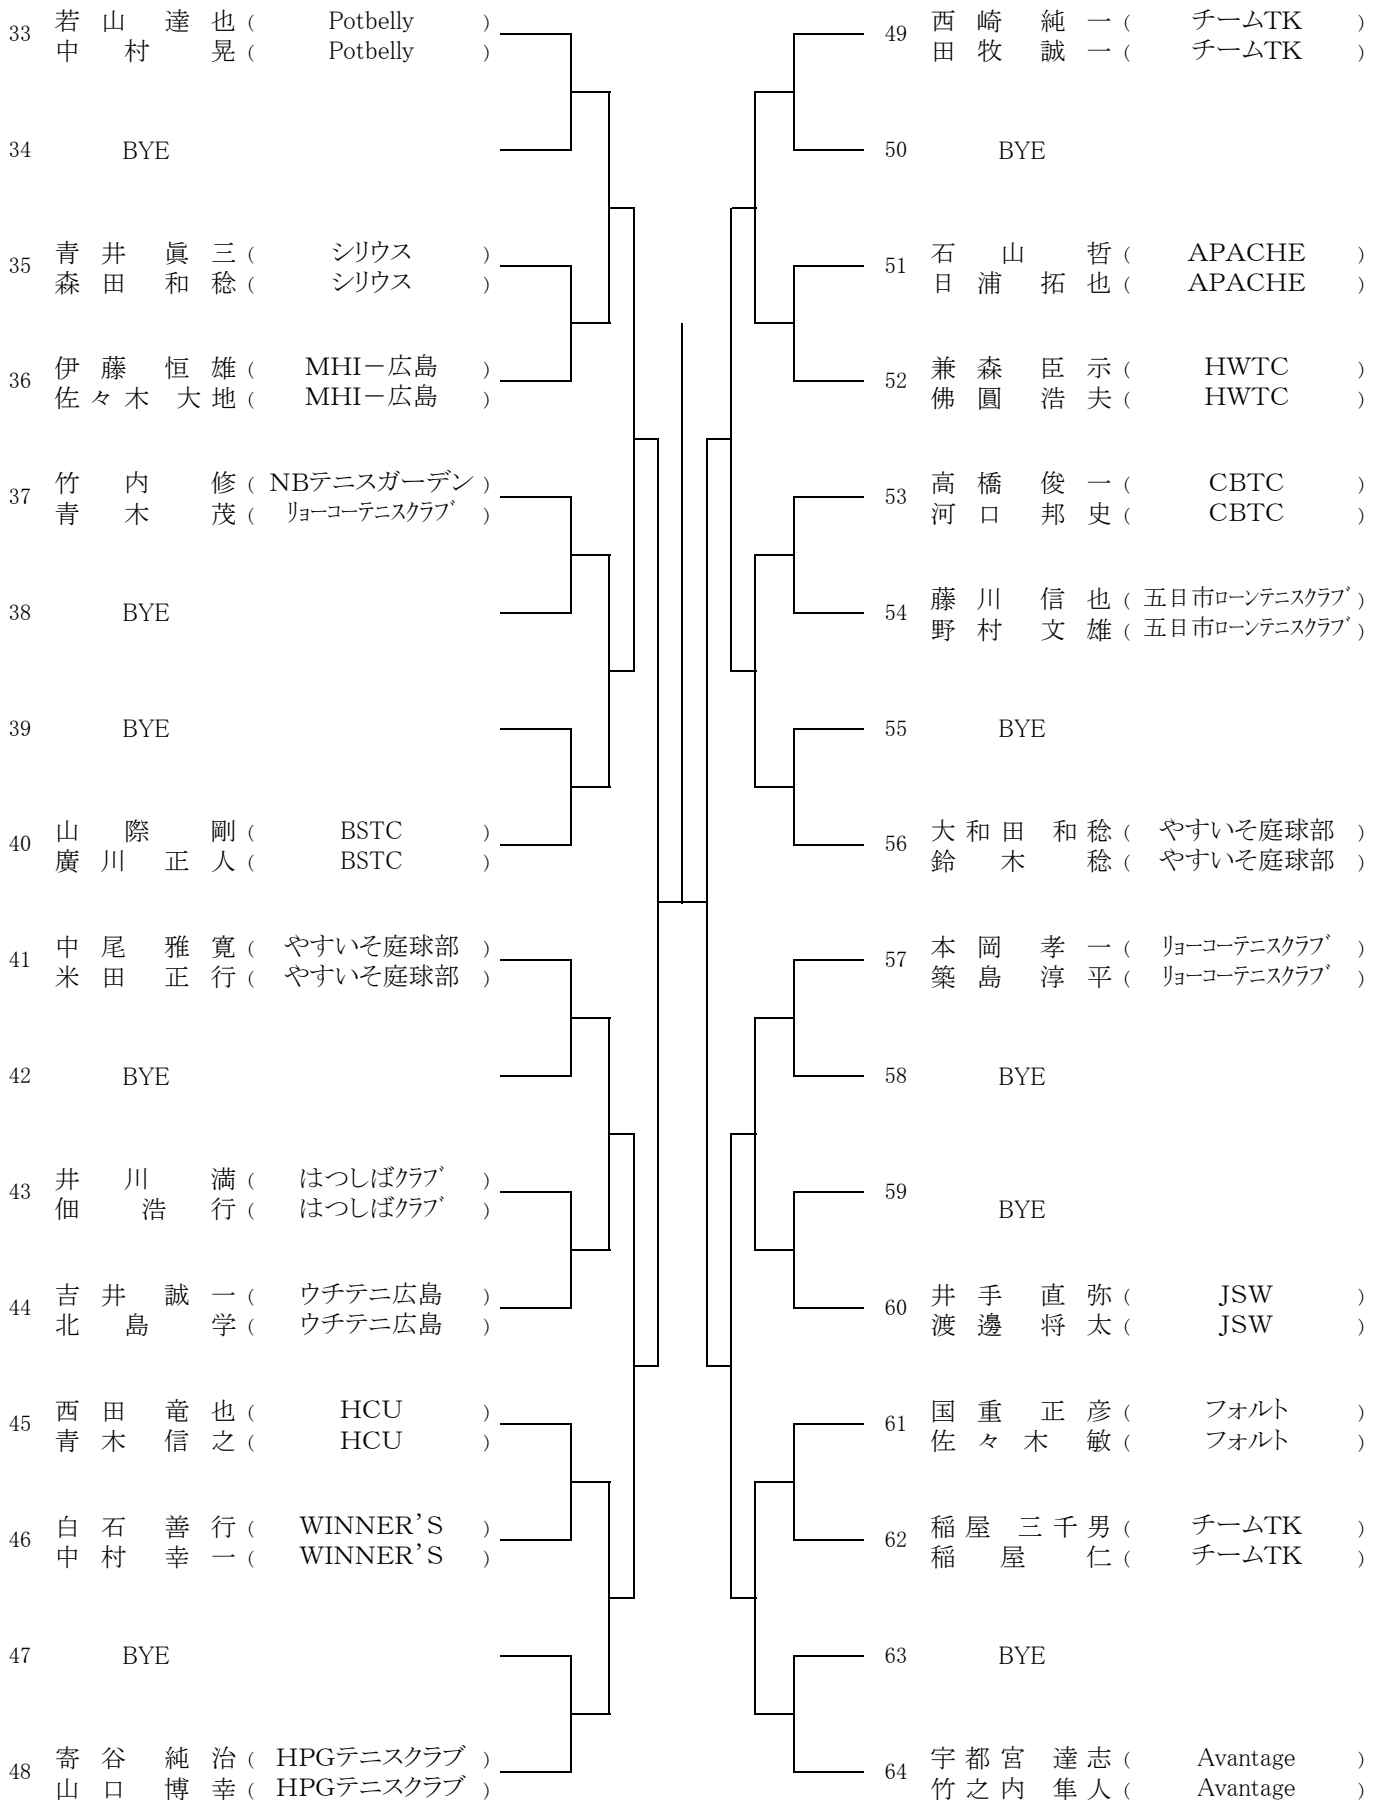 33 若山 達也 ( Potbelly )
中村 晃 ( Potbelly )
34 BYE
35 青井 眞三 ( シリウス )
森田 和稔 ( シリウス )
36 伊藤 恒雄 ( MHI－広島 )
佐々木 大地 ( MHI－広島 )
37 竹内 修 ( NBテニスガーデン )
青木 茂 ( リョーコーテニスクラブ )
38 BYE
39 BYE
40 山際 剛 ( BSTC )
廣川 正人 ( BSTC )
41 中尾 雅寛 ( やすいそ庭球部 )
米田 正行 ( やすいそ庭球部 )
42 BYE
43 井川 満 ( はつしばクラブ )
佃 浩行 ( はつしばクラブ )
44 吉井 誠一 ( ウチテニ広島 )
北島 学 ( ウチテニ広島 )
45 西田 竜也 ( HCU )
青木 信之 ( HCU )
46 白石 善行 ( WINNER'S )
中村 幸一 ( WINNER'S )
47 BYE
48 寄谷 純治 ( HPGテニスクラブ )
山口 博幸 ( HPGテニスクラブ )
49 西崎 純一 ( チームTK )
田牧 誠一 ( チームTK )
50 BYE
51 石山 哲 ( APACHE )
日浦 拓也 ( APACHE )
52 兼森 臣示 ( HWTC )
佛圓 浩夫 ( HWTC )
53 高橋 俊一 ( CBTC )
河口 邦史 ( CBTC )
54 藤川 信也 ( 五日市ローンテニスクラブ )
野村 文雄 ( 五日市ローンテニスクラブ )
55 BYE
56 大和田 和稔 ( やすいそ庭球部 )
鈴木 稔 ( やすいそ庭球部 )
57 本岡 孝一 ( リョーコーテニスクラブ )
築島 淳平 ( リョーコーテニスクラブ )
58 BYE
59
BYE
60 井手 直弥 ( JSW )
渡邊 将太 ( JSW )
61 国重 正彦 ( フォルト )
佐々木 敏 ( フォルト )
62 稲屋 三千男 ( チームTK )
稲屋 仁 ( チームTK )
63 BYE
64 宇都宮 達志 ( Avantage )
竹之内 隼人 ( Avantage )